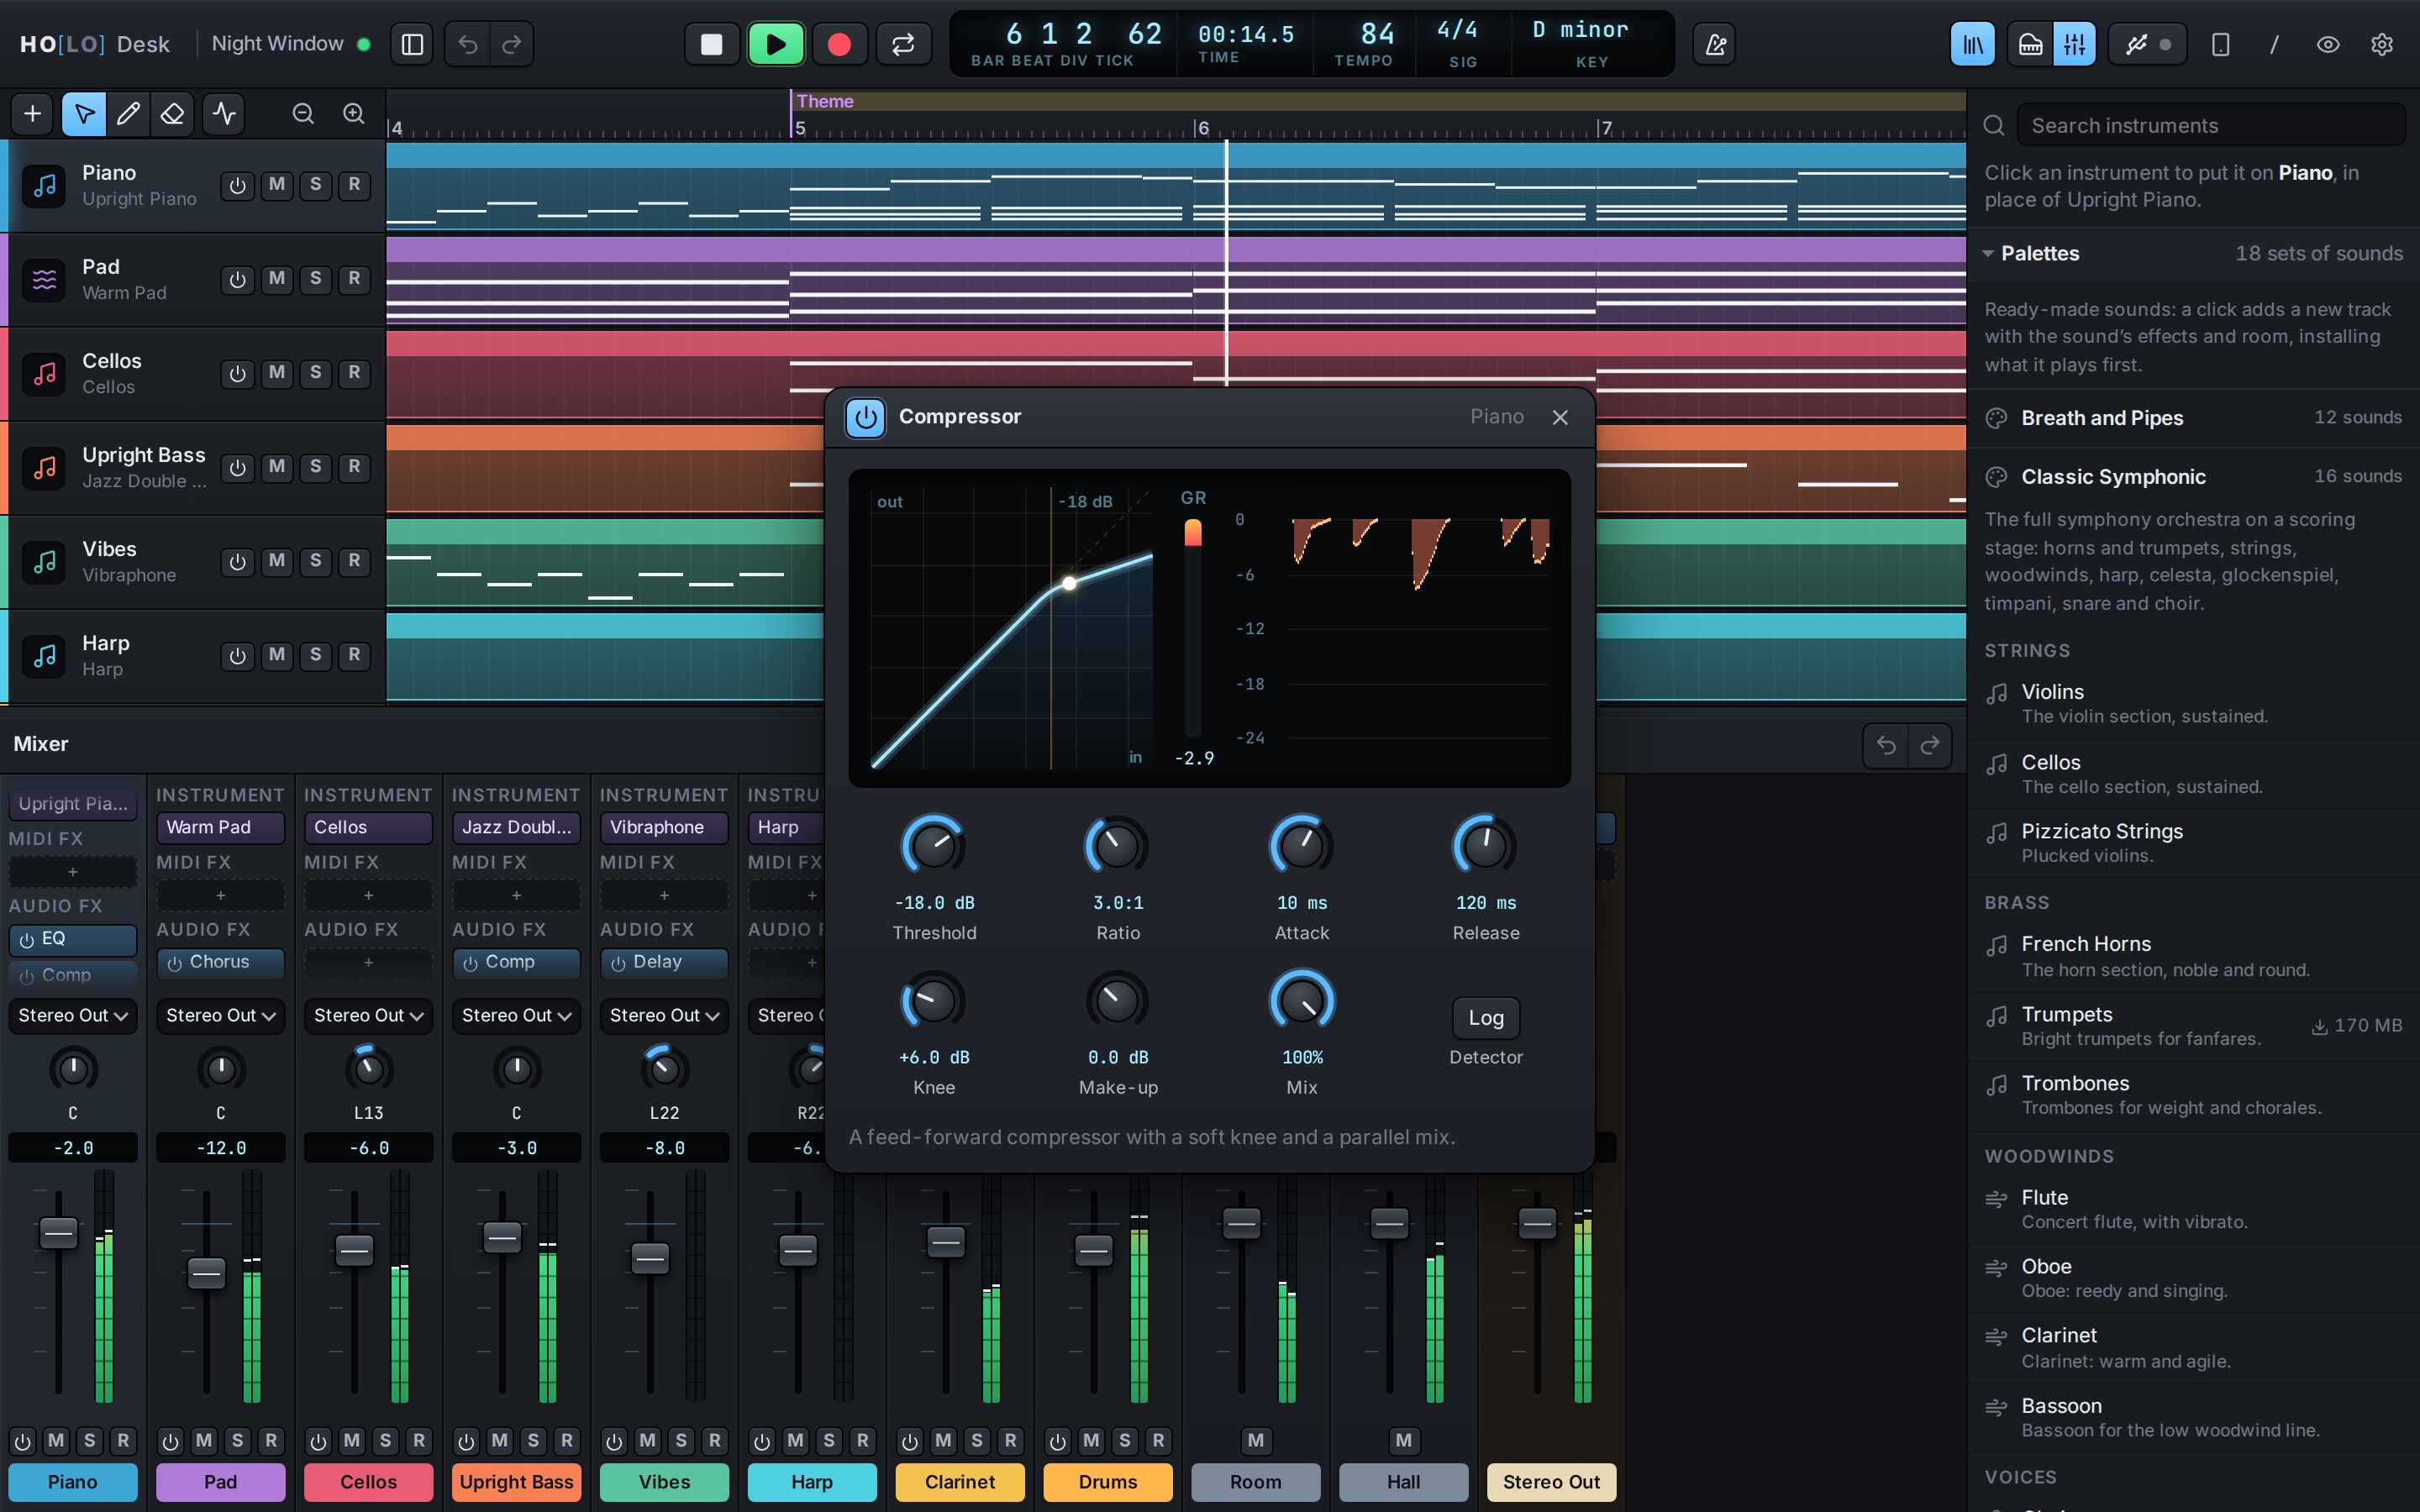 HO[LO] Desk
Night Window
6 1 2 62
BAR BEAT DIV TICK
00:14.5
TIME
84
TEMPO
4/4
SIG
D minor
KEY
Theme
4
5
6
7
Piano
Upright Piano
M S R
Pad
Warm Pad
M S R
Cellos
Cellos
M S R
Upright Bass
Jazz Double ...
M S R
Vibes
Vibraphone
M S R
Harp
Harp
M S R
Search instruments
Click an instrument to put it on Piano, in
place of Upright Piano.
Palettes
18 sets of sounds
Ready-made sounds: a click adds a new track
with the sound’s effects and room, installing
what it plays first.
Breath and Pipes
12 sounds
Classic Symphonic
16 sounds
The full symphony orchestra on a scoring
stage: horns and trumpets, strings,
woodwinds, harp, celesta, glockenspiel,
timpani, snare and choir.
STRINGS
Violins
The violin section, sustained.
Cellos
The cello section, sustained.
Pizzicato Strings
Plucked violins.
BRASS
French Horns
The horn section, noble and round.
Trumpets
Bright trumpets for fanfares.
170 MB
Trombones
Trombones for weight and chorales.
WOODWINDS
Flute
Concert flute, with vibrato.
Oboe
Oboe: reedy and singing.
Clarinet
Clarinet: warm and agile.
Bassoon
Bassoon for the low woodwind line.
VOICES
Compressor
Piano
out
-18 dB
in
GR
-2.9
0
-6
-12
-18
-24
-18.0 dB
Threshold
3.0:1
Ratio
10 ms
Attack
120 ms
Release
+6.0 dB
Knee
0.0 dB
Make-up
100%
Mix
Log
Detector
A feed-forward compressor with a soft knee and a parallel mix.
Mixer
Upright Pia...
MIDI FX
+
AUDIO FX
EQ
Comp
Stereo Out
C
-2.0
M S R
Piano
INSTRUMENT
Warm Pad
MIDI FX
+
AUDIO FX
Chorus
Stereo Out
C
-12.0
M S R
Pad
INSTRUMENT
Cellos
MIDI FX
+
AUDIO FX
+
Stereo Out
L13
-6.0
M S R
Cellos
INSTRUMENT
Jazz Doubl...
MIDI FX
+
AUDIO FX
Comp
Stereo Out
C
-3.0
M S R
Upright Bass
INSTRUMENT
Vibraphone
MIDI FX
+
AUDIO FX
Delay
Stereo Out
L22
-8.0
M S R
Vibes
INSTRU
Harp
MIDI FX
+
AUDIO F
+
Stereo O
R22
-6.
M S R
Harp
M S R
Clarinet
M S R
Drums
M
Room
M
Hall
Stereo Out